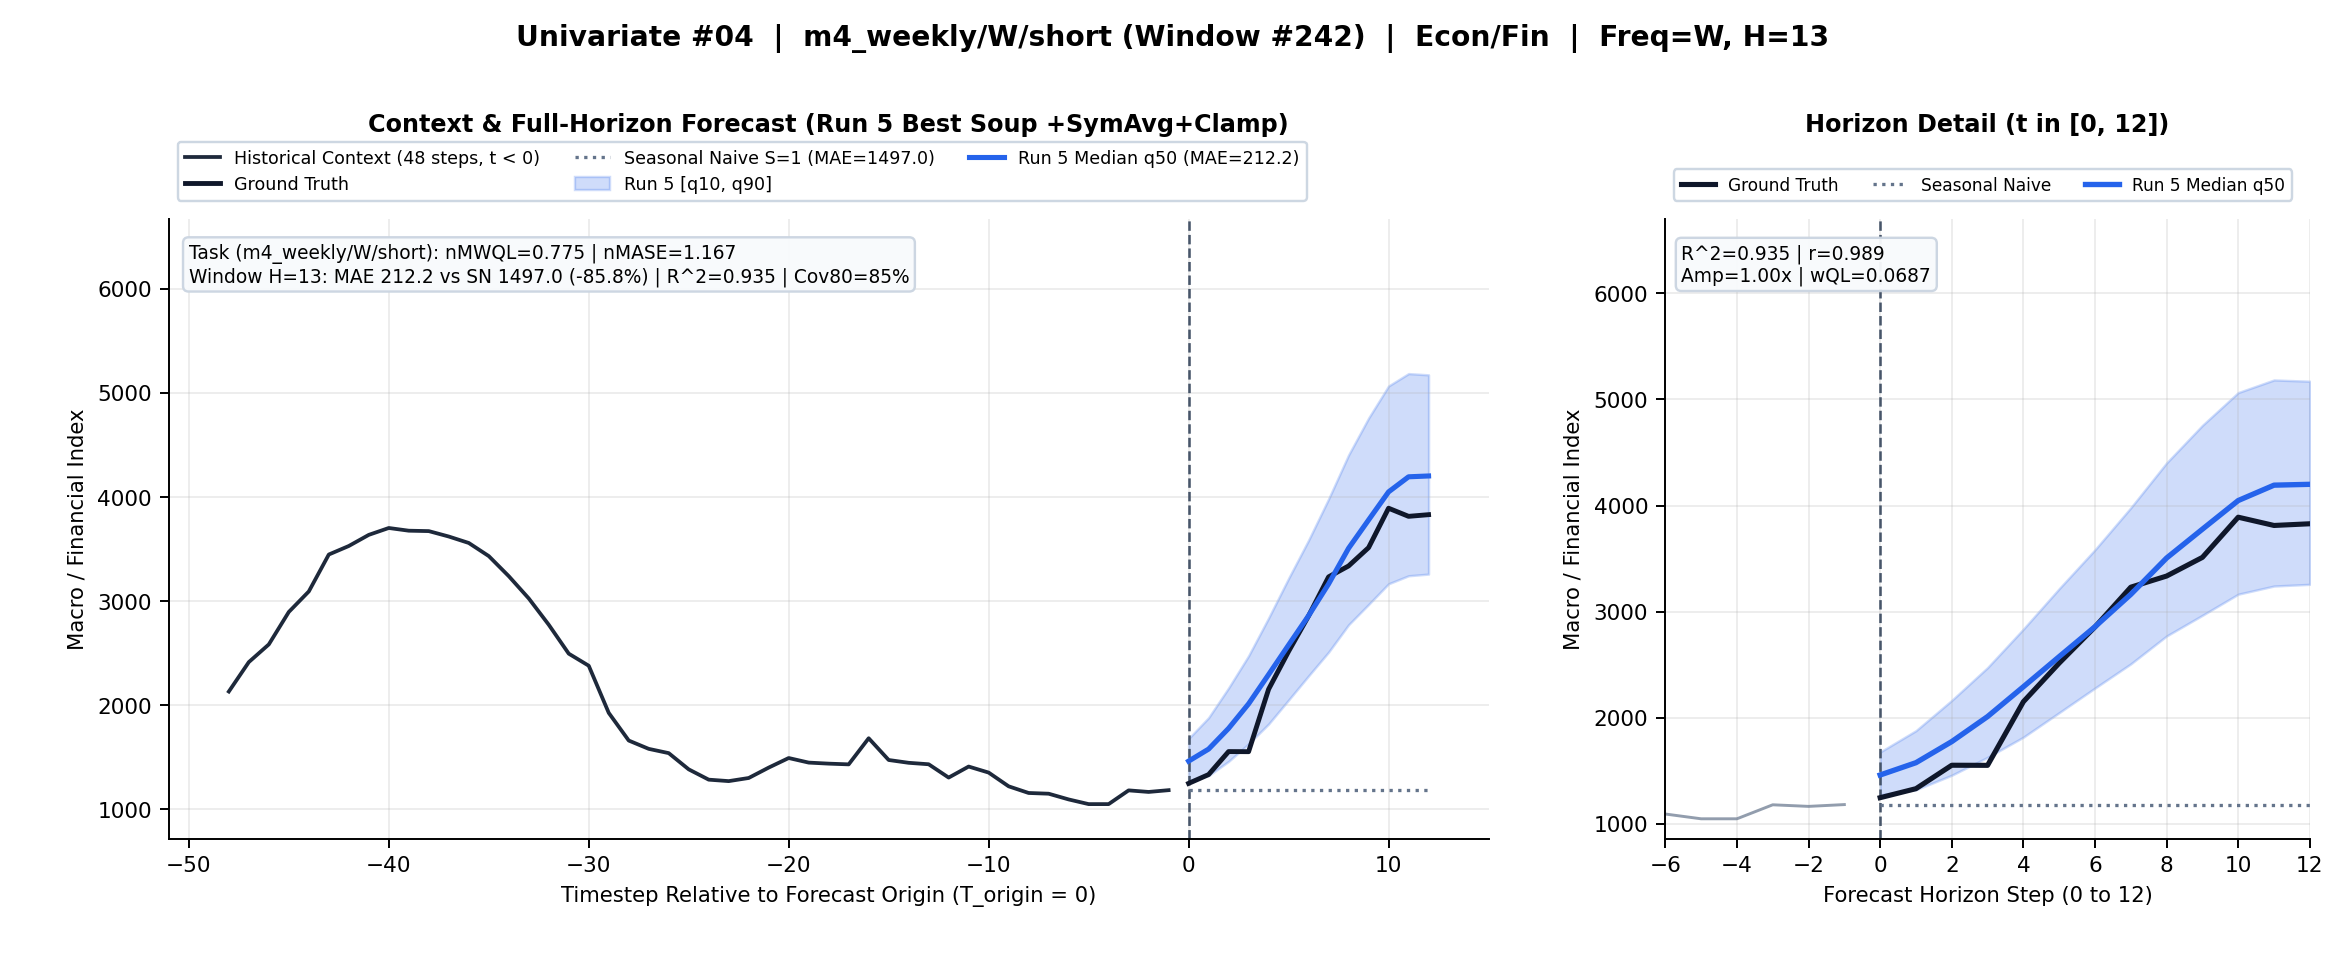 Univariate #04 | m4_weekly/W/short (Window #242) | Econ/Fin | Freq=W, H=13
Context & Full-Horizon Forecast (Run 5 Best Soup +SymAvg+Clamp)
Historical Context (48 steps, t < 0)
Ground Truth
Seasonal Naive S=1 (MAE=1497.0)
Run 5 [q10, q90]
Run 5 Median q50 (MAE=212.2)
Task (m4_weekly/W/short): nMWQL=0.775 | nMASE=1.167
Window H=13: MAE 212.2 vs SN 1497.0 (-85.8%) | R^2=0.935 | Cov80=85%
Macro / Financial Index
6000
5000
4000
3000
2000
1000
−50
−40
−30
−20
−10
0
10
Timestep Relative to Forecast Origin (T_origin = 0)
Horizon Detail (t in [0, 12])
Ground Truth
Seasonal Naive
Run 5 Median q50
R^2=0.935 | r=0.989
Amp=1.00x | wQL=0.0687
Macro / Financial Index
6000
5000
4000
3000
2000
1000
−6
−4
−2
0
2
4
6
8
10
12
Forecast Horizon Step (0 to 12)